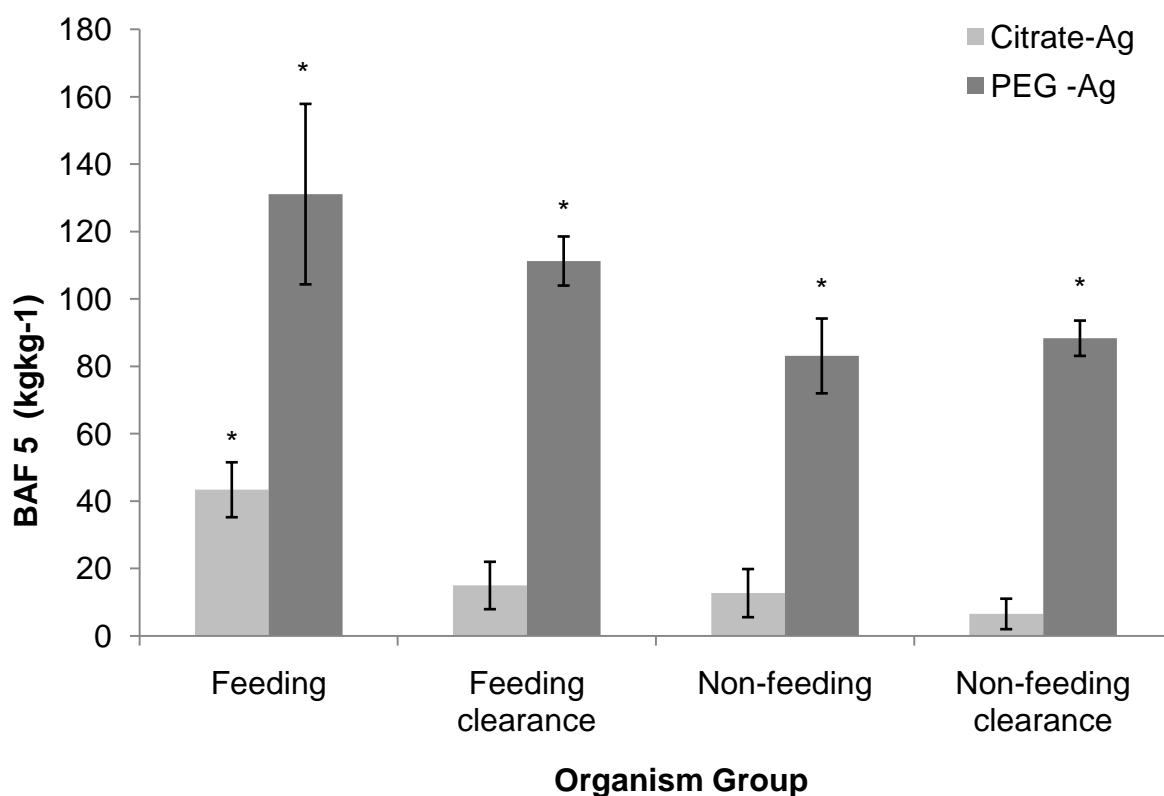 180
160
140
120
100
80
60
40
20
0
BAF 5 (kgkg-1)
Citrate-Ag
PEG -Ag
*
*
*
*
*
Feeding
Feeding
clearance
Non-feeding
Non-feeding
clearance
Organism Group